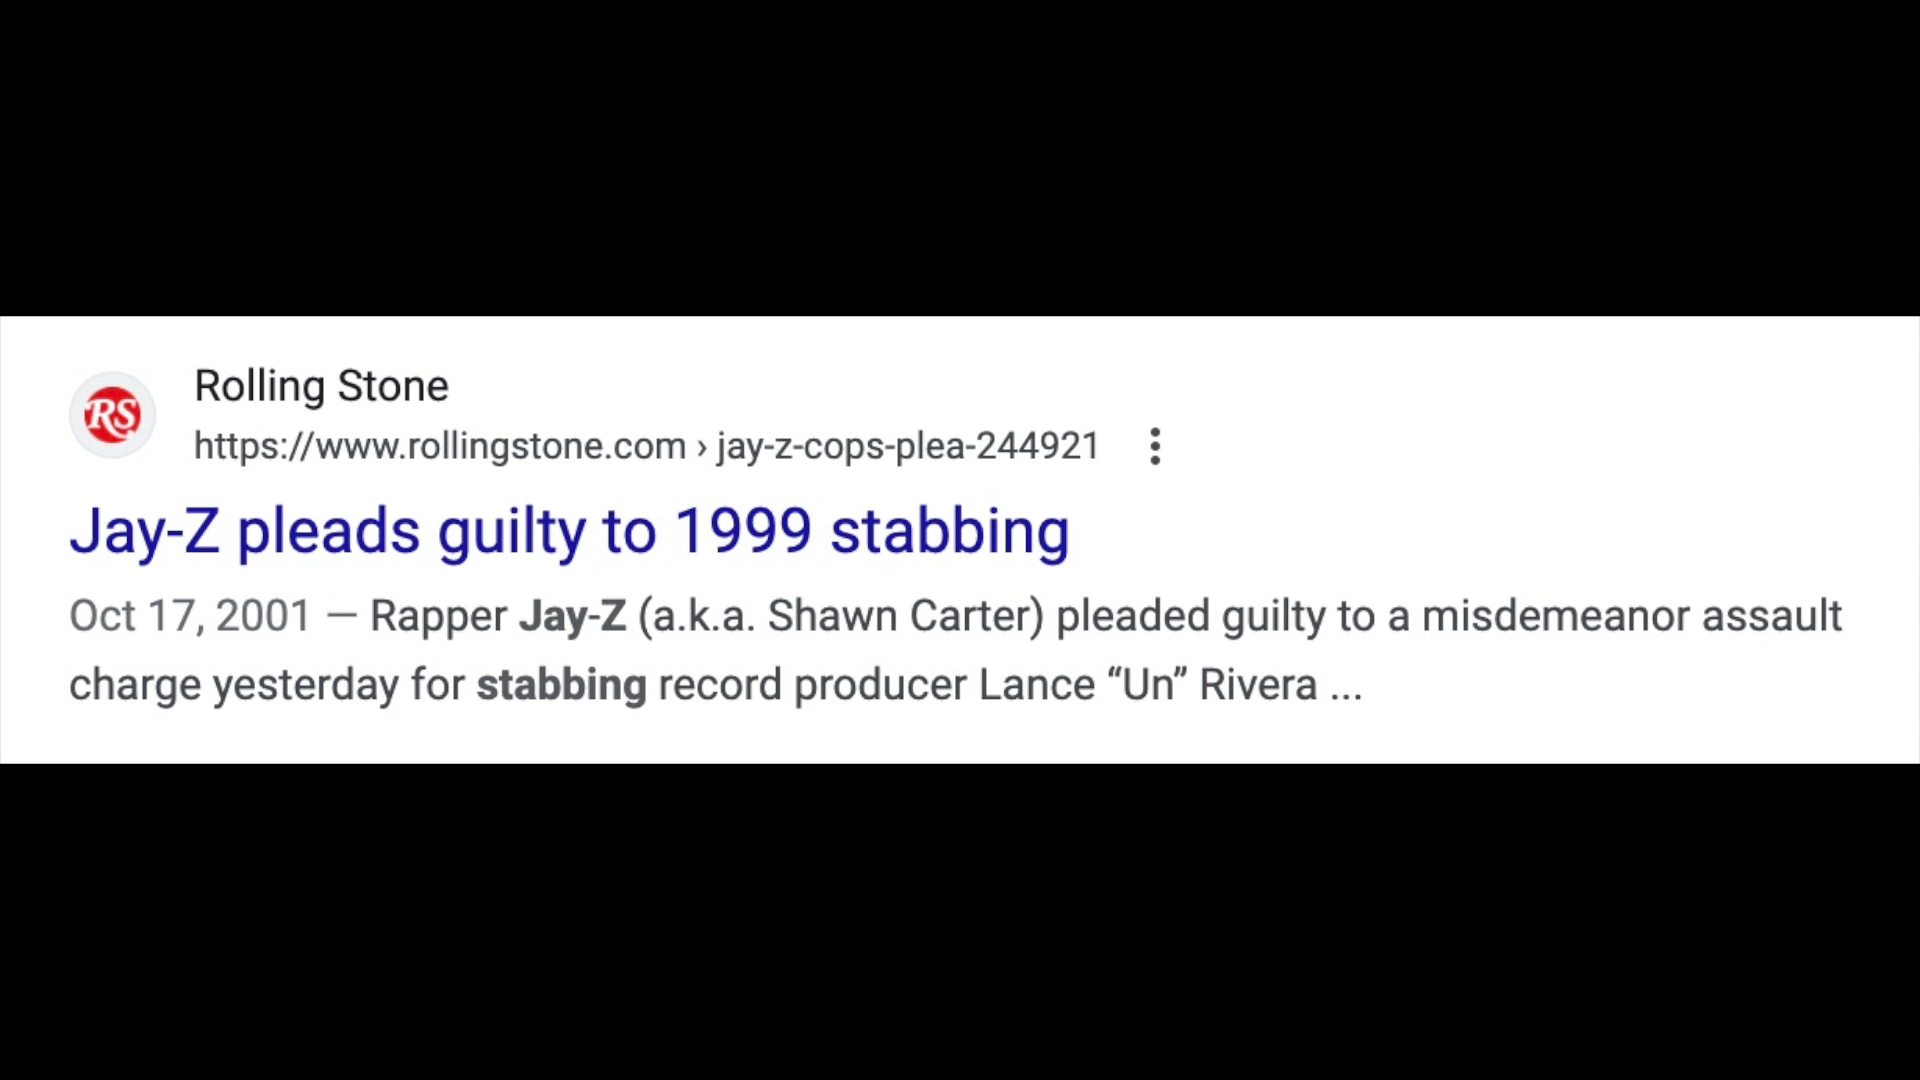 RS
Rolling Stone
https://www.rollingstone.com › jay-z-cops-plea-244921
Jay-Z pleads guilty to 1999 stabbing
Oct 17, 2001 — Rapper Jay-Z (a.k.a. Shawn Carter) pleaded guilty to a misdemeanor assault
charge yesterday for stabbing record producer Lance “Un” Rivera ...